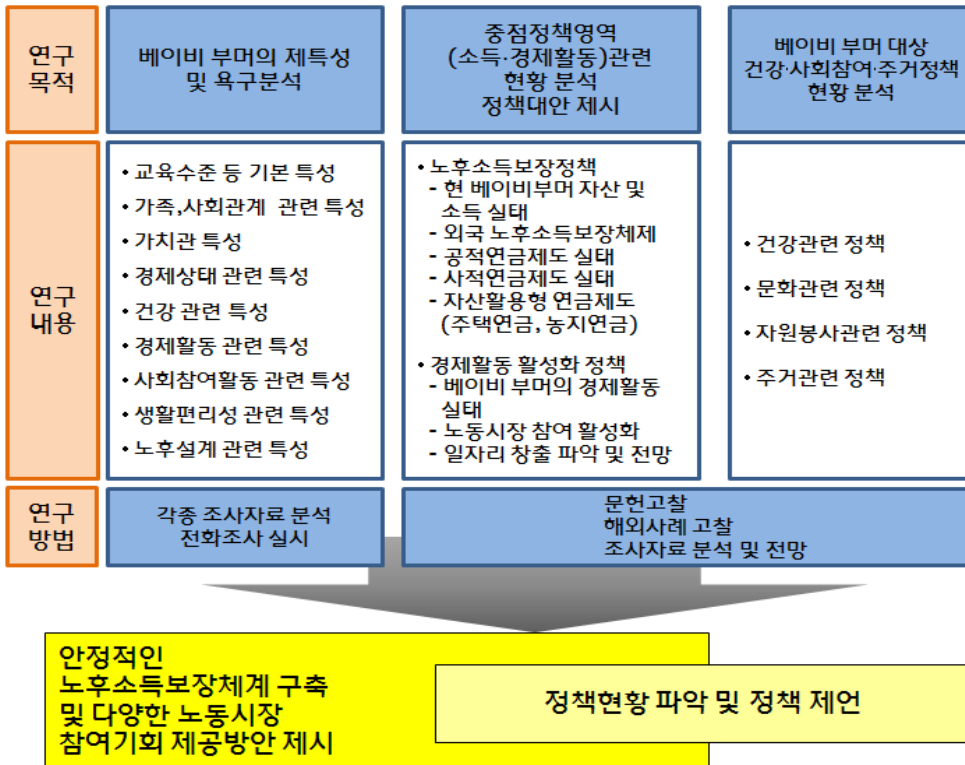 연구
목적
베이비 부머의 제특성
및 욕구분석
중점정책영역
(소득·경제활동)관련
현황 분석
정책대안 제시
베이비 부머 대상
건강·사회참여·주거정책
현황 분석
연구
내용
• 교육수준 등 기본 특성
• 가족,사회관계 관련 특성
• 가치관 특성
• 경제상태 관련 특성
• 건강 관련 특성
• 경제활동 관련 특성
• 사회참여활동 관련 특성
• 생활편리성 관련 특성
• 노후설계 관련 특성
• 노후소득보장정책
- 현 베이비부머 자산 및
소득 실태
- 외국 노후소득보장체제
- 공적연금제도 실태
- 사적연금제도 실태
- 자산활용형 연금제도
(주택연금, 농지연금)
• 경제활동 활성화 정책
- 베이비 부머의 경제활동
실태
- 노동시장 참여 활성화
- 일자리 창출 파악 및 전망
• 건강관련 정책
• 문화관련 정책
• 자원봉사관련 정책
• 주거관련 정책
연구
방법
각종 조사자료 분석
전화조사 실시
문헌고찰
해외사례 고찰
조사자료 분석 및 전망
안정적인
노후소득보장체계 구축
및 다양한 노동시장
참여기회 제공방안 제시
정책현황 파악 및 정책 제언